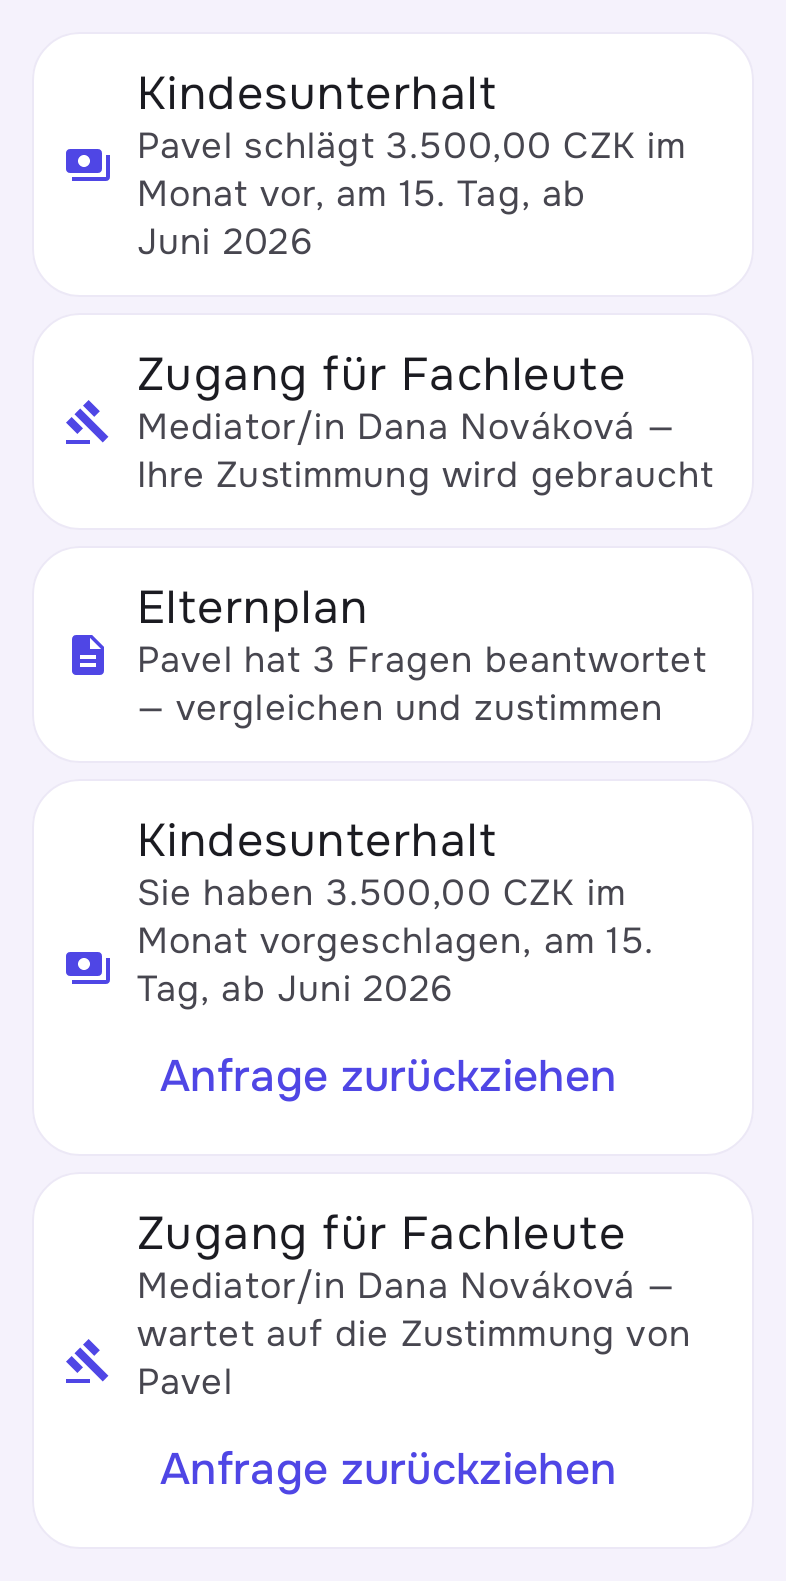 Kindesunterhalt
Pavel schlägt 3.500,00 CZK im
Monat vor, am 15. Tag, ab
Juni 2026
Zugang für Fachleute
Mediator/in Dana Nováková –
Ihre Zustimmung wird gebraucht
Elternplan
Pavel hat 3 Fragen beantwortet
– vergleichen und zustimmen
Kindesunterhalt
Sie haben 3.500,00 CZK im
Monat vorgeschlagen, am 15.
Tag, ab Juni 2026
Anfrage zurückziehen
Zugang für Fachleute
Mediator/in Dana Nováková –
wartet auf die Zustimmung von
Pavel
Anfrage zurückziehen